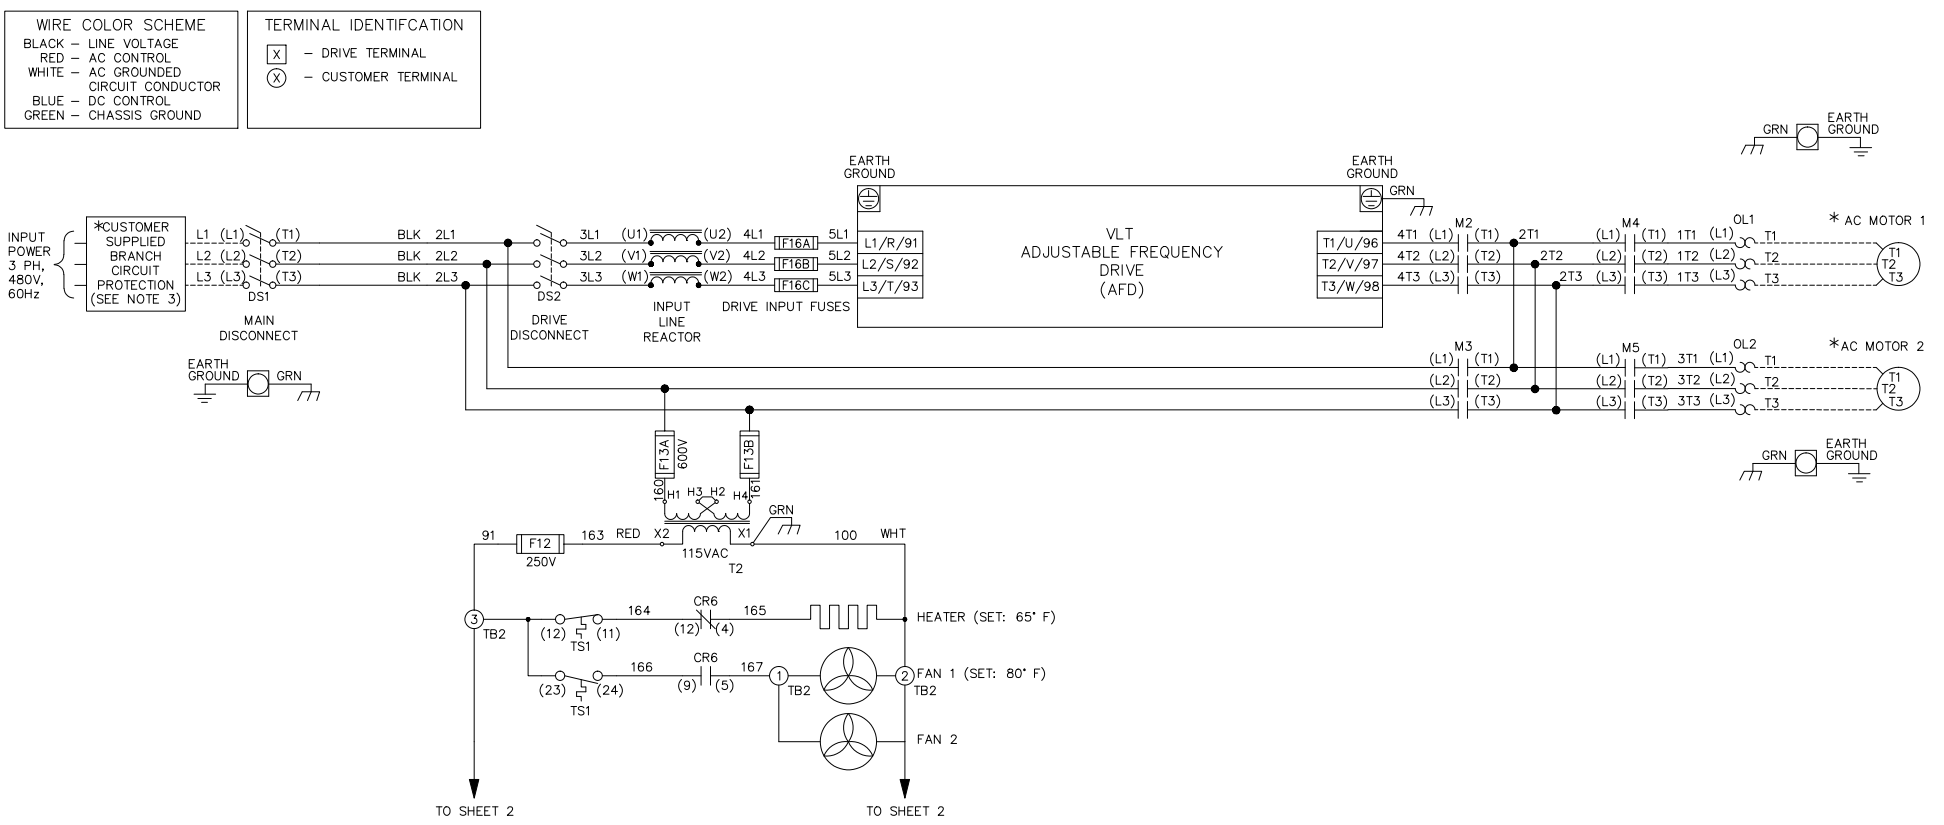 WIRE COLOR SCHEME
BLACK – LINE VOLTAGE
RED – AC CONTROL
WHITE – AC GROUNDED
CIRCUIT CONDUCTOR
BLUE – DC CONTROL
GREEN – CHASSIS GROUND
TERMINAL IDENTIFCATION
X – DRIVE TERMINAL
X – CUSTOMER TERMINAL
INPUT
POWER
3 PH,
480V,
60Hz
*CUSTOMER
SUPPLIED
BRANCH
CIRCUIT
PROTECTION
(SEE NOTE 3)
L1 (L1) (T1) BLK 2L1 3L1 (U1) (U2) 4L1 F16A 5L1 L1/R/91
L2 (L2) (T2) BLK 2L2 3L2 (V1) (V2) 4L2 F16B 5L2 L2/S/92
L3 (L3) (T3) BLK 2L3 3L3 (W1) (W2) 4L3 F16C 5L3 L3/T/93
DS1
MAIN
DISCONNECT
DS2
DRIVE
DISCONNECT
INPUT
LINE
REACTOR
DRIVE INPUT FUSES
EARTH
GROUND
GRN
EARTH
GROUND
VLT
ADJUSTABLE FREQUENCY
DRIVE
(AFD)
EARTH
GROUND
GRN
M2 M4 OL1
T1/U/96 4T1 (L1) (T1) 2T1 (L1) (T1) 1T1 (L1) T1
T2/V/97 4T2 (L2) (T2) 2T2 (L2) (T2) 1T2 (L2) T2
T3/W/98 4T3 (L3) (T3) 2T3 (L3) (T3) 1T3 (L3) T3
* AC MOTOR 1
T1
T2
T3
GRN
EARTH
GROUND
M3 M5 OL2
(L1) (T1) (L1) (T1) 3T1 (L1) T1
(L2) (T2) (L2) (T2) 3T2 (L2) T2
(L3) (T3) (L3) (T3) 3T3 (L3) T3
*AC MOTOR 2
T1
T2
T3
GRN
EARTH
GROUND
F13A
600V
F13B
160
161
H1 H3 H2 H4
GRN
91 F12 163 RED X2 X1 100 WHT
250V
115VAC
T2
3
TB2
164 CR6 165
(12) (11) (12) (4)
TS1
HEATER (SET: 65° F)
166 CR6 167
(23) (24) (9) (5)
TS1
1
TB2
2
TB2
FAN 1 (SET: 80° F)
FAN 2
TO SHEET 2
TO SHEET 2